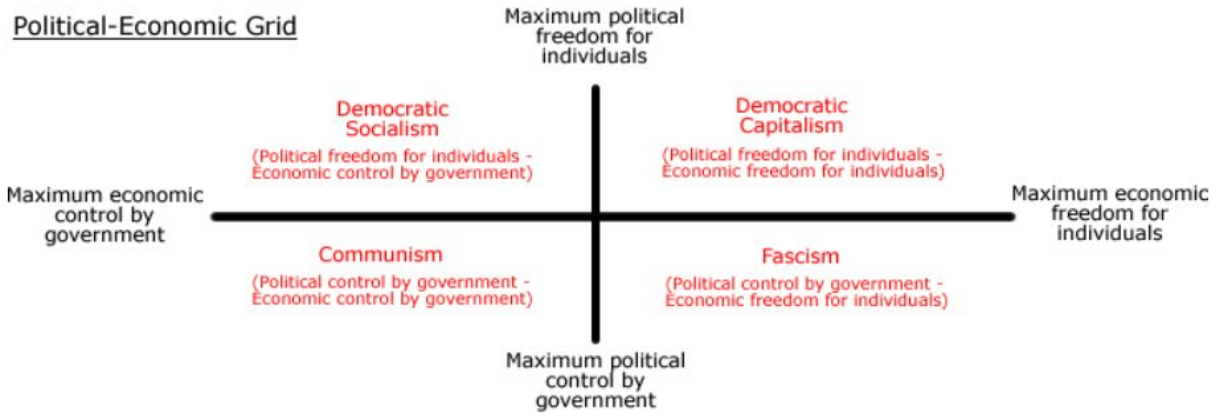 Political-Economic Grid
Maximum political
freedom for
individuals
Democratic
Socialism
(Political freedom for individuals -
Economic control by government)
Democratic
Capitalism
(Political freedom for individuals -
Economic freedom for individuals)
Maximum economic
control by
government
Maximum economic
freedom for
individuals
Communism
(Political control by government -
Economic control by government)
Fascism
(Political control by government -
Economic freedom for individuals)
Maximum political
control by
government